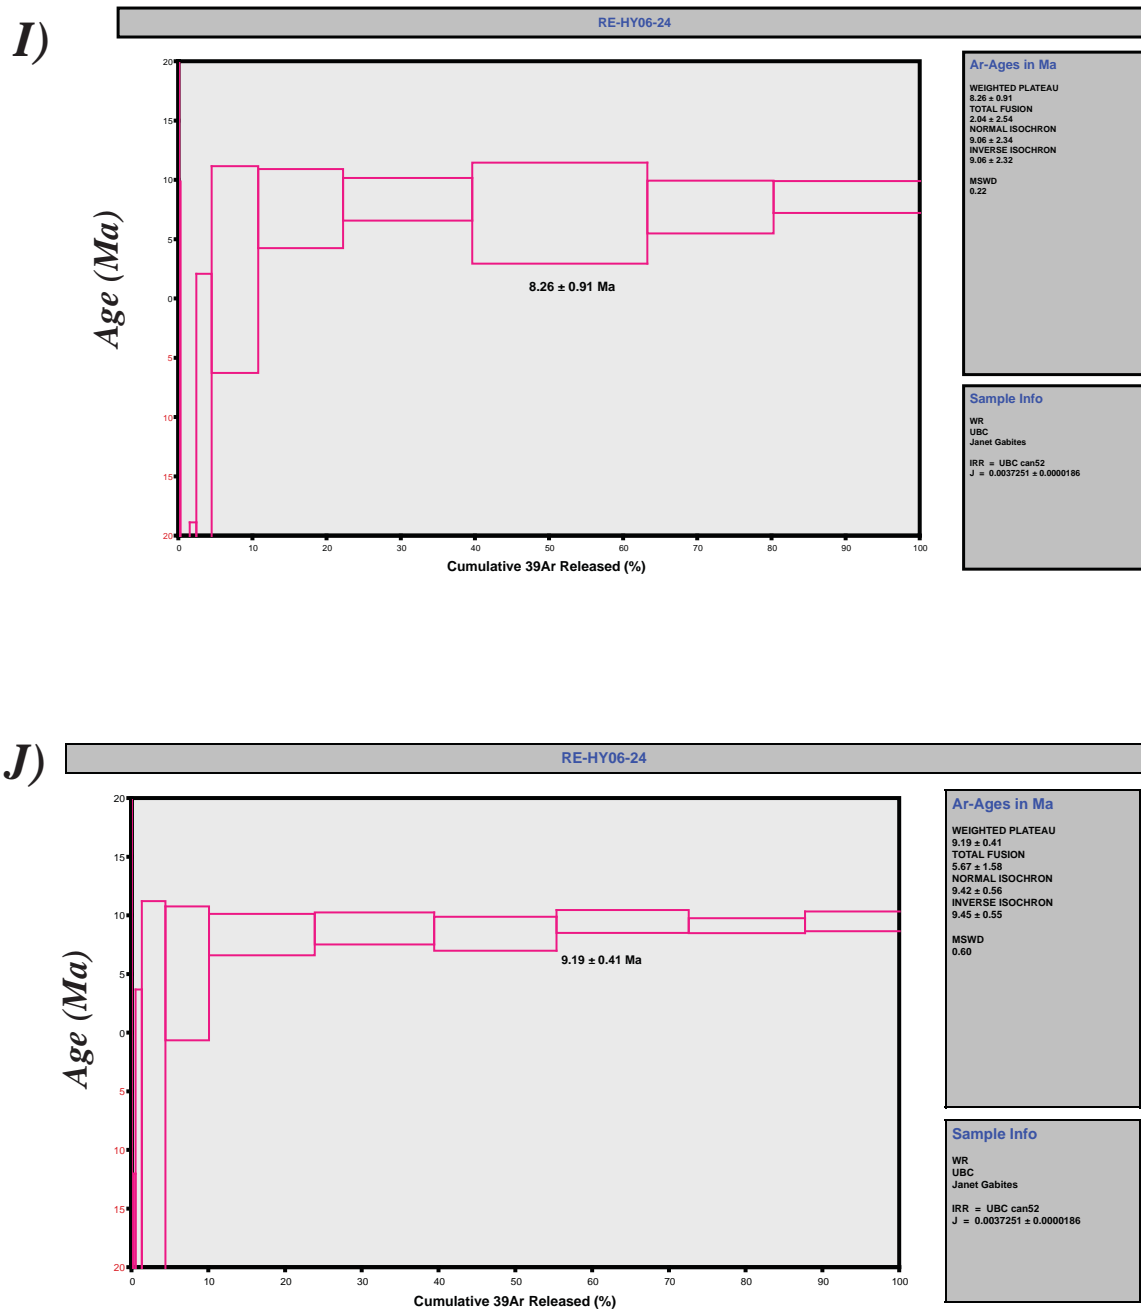 I)
RE-HY06-24
Age (Ma)
20
15
10
5
0
5
10
15
20
0 10 20 30 40 50 60 70 80 90 100
8.26 ± 0.91 Ma
Cumulative 39Ar Released (%)
Ar-Ages in Ma
WEIGHTED PLATEAU
8.26 ± 0.91
TOTAL FUSION
2.04 ± 2.54
NORMAL ISOCHRON
9.06 ± 2.34
INVERSE ISOCHRON
9.06 ± 2.32
MSWD
0.22
Sample Info
WR
UBC
Janet Gabites
IRR = UBC can52
J = 0.0037251 ± 0.0000186
J)
RE-HY06-24
Age (Ma)
20
15
10
5
0
5
10
15
20
0 10 20 30 40 50 60 70 80 90 100
9.19 ± 0.41 Ma
Cumulative 39Ar Released (%)
Ar-Ages in Ma
WEIGHTED PLATEAU
9.19 ± 0.41
TOTAL FUSION
5.67 ± 1.58
NORMAL ISOCHRON
9.42 ± 0.56
INVERSE ISOCHRON
9.45 ± 0.55
MSWD
0.60
Sample Info
WR
UBC
Janet Gabites
IRR = UBC can52
J = 0.0037251 ± 0.0000186